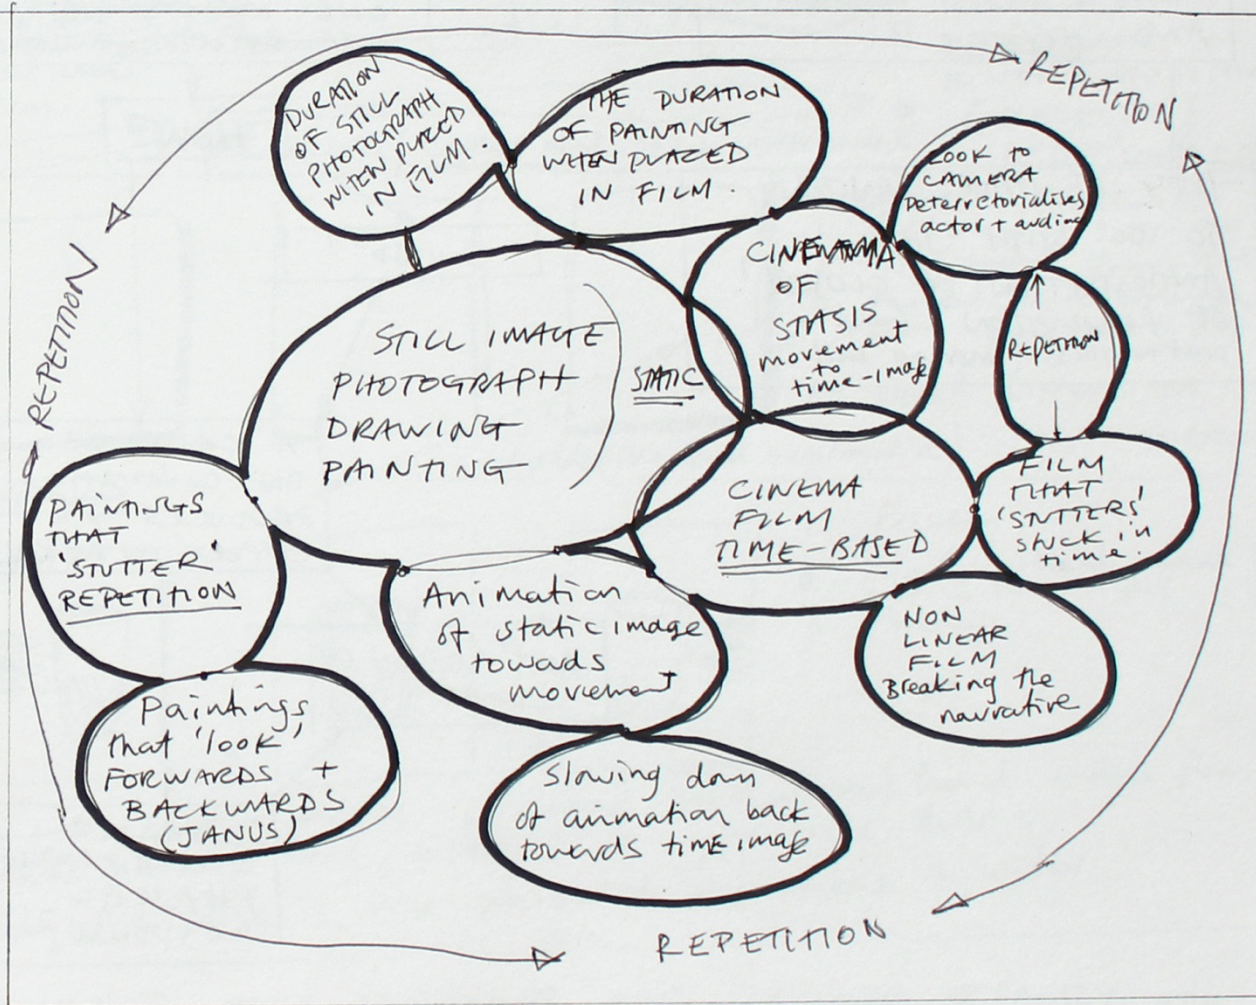 REPETITION
DURATION
OF STILL
PHOTOGRAPH
WHEN PLACED
IN FILM.
THE DURATION
OF PAINTING
WHEN PLACED
IN FILM.
LOOK TO
CAMERA
Deterretorialises
actor + audience
CINEMA
OF
STASIS
movement
to
time-image
REPETITION
REPETITION
STILL IMAGE
PHOTOGRAPH
DRAWING
PAINTING
STATIC
CINEMA
FILM
TIME-BASED
FILM
THAT
'STUTTERS'
stuck in
time.
PAINTINGS
THAT
'STUTTER'
REPETITION
Animation
of static image
towards
movement
NON
LINEAR
FILM
Breaking the
navrative
Paintings
that 'look'
FORWARDS +
BACKWARDS
(JANUS)
Slowing down
of animation back
towards time image
REPETITION